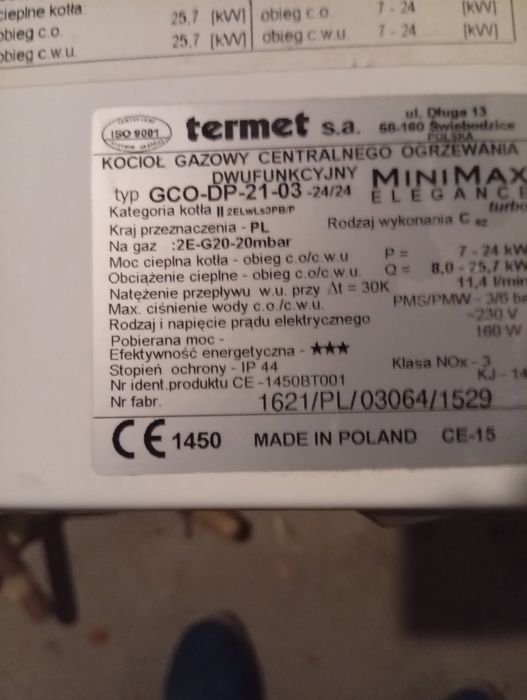 cieplne kotła: 25,7 [kW] obieg c.o. 7 - 24 [kW]
obieg c.o. 25,7 [kW] obieg c.w.u. 7 - 24 [kW]
obieg c.w.u.
ISO 9001 termet s.a. ul. Długa 13
58-160 Świebodzice
POLSKA
KOCIOŁ GAZOWY CENTRALNEGO OGRZEWANIA
DWUFUNKCYJNY MINIMAX
typ GCO-DP-21-03 -24/24 ELEGANCE
turbo
Kategoria kotła II 2ELwLs3PB/P
Kraj przeznaczenia - PL Rodzaj wykonania C
Na gaz :2E-G20-20mbar
Moc cieplna kotła - obieg c.o/c.w.u P = 7 - 24 kW
Obciążenie cieplne - obieg c.o/c.w.u. Q = 8,0 - 25,7 kW
Natężenie przepływu w.u. przy Δt = 30K 11,4 l/min
Max. ciśnienie wody c.o./c.w.u. PMS/PMW - 3/6 ba
Rodzaj i napięcie prądu elektrycznego ~230 V
Pobierana moc - 160 W
Efektywność energetyczna - ★★★
Stopień ochrony - IP 44 Klasa NOx - 3
Nr ident.produktu CE -1450BT001 KJ - 14
Nr fabr. 1621/PL/03064/1529
CE 1450 MADE IN POLAND CE-15